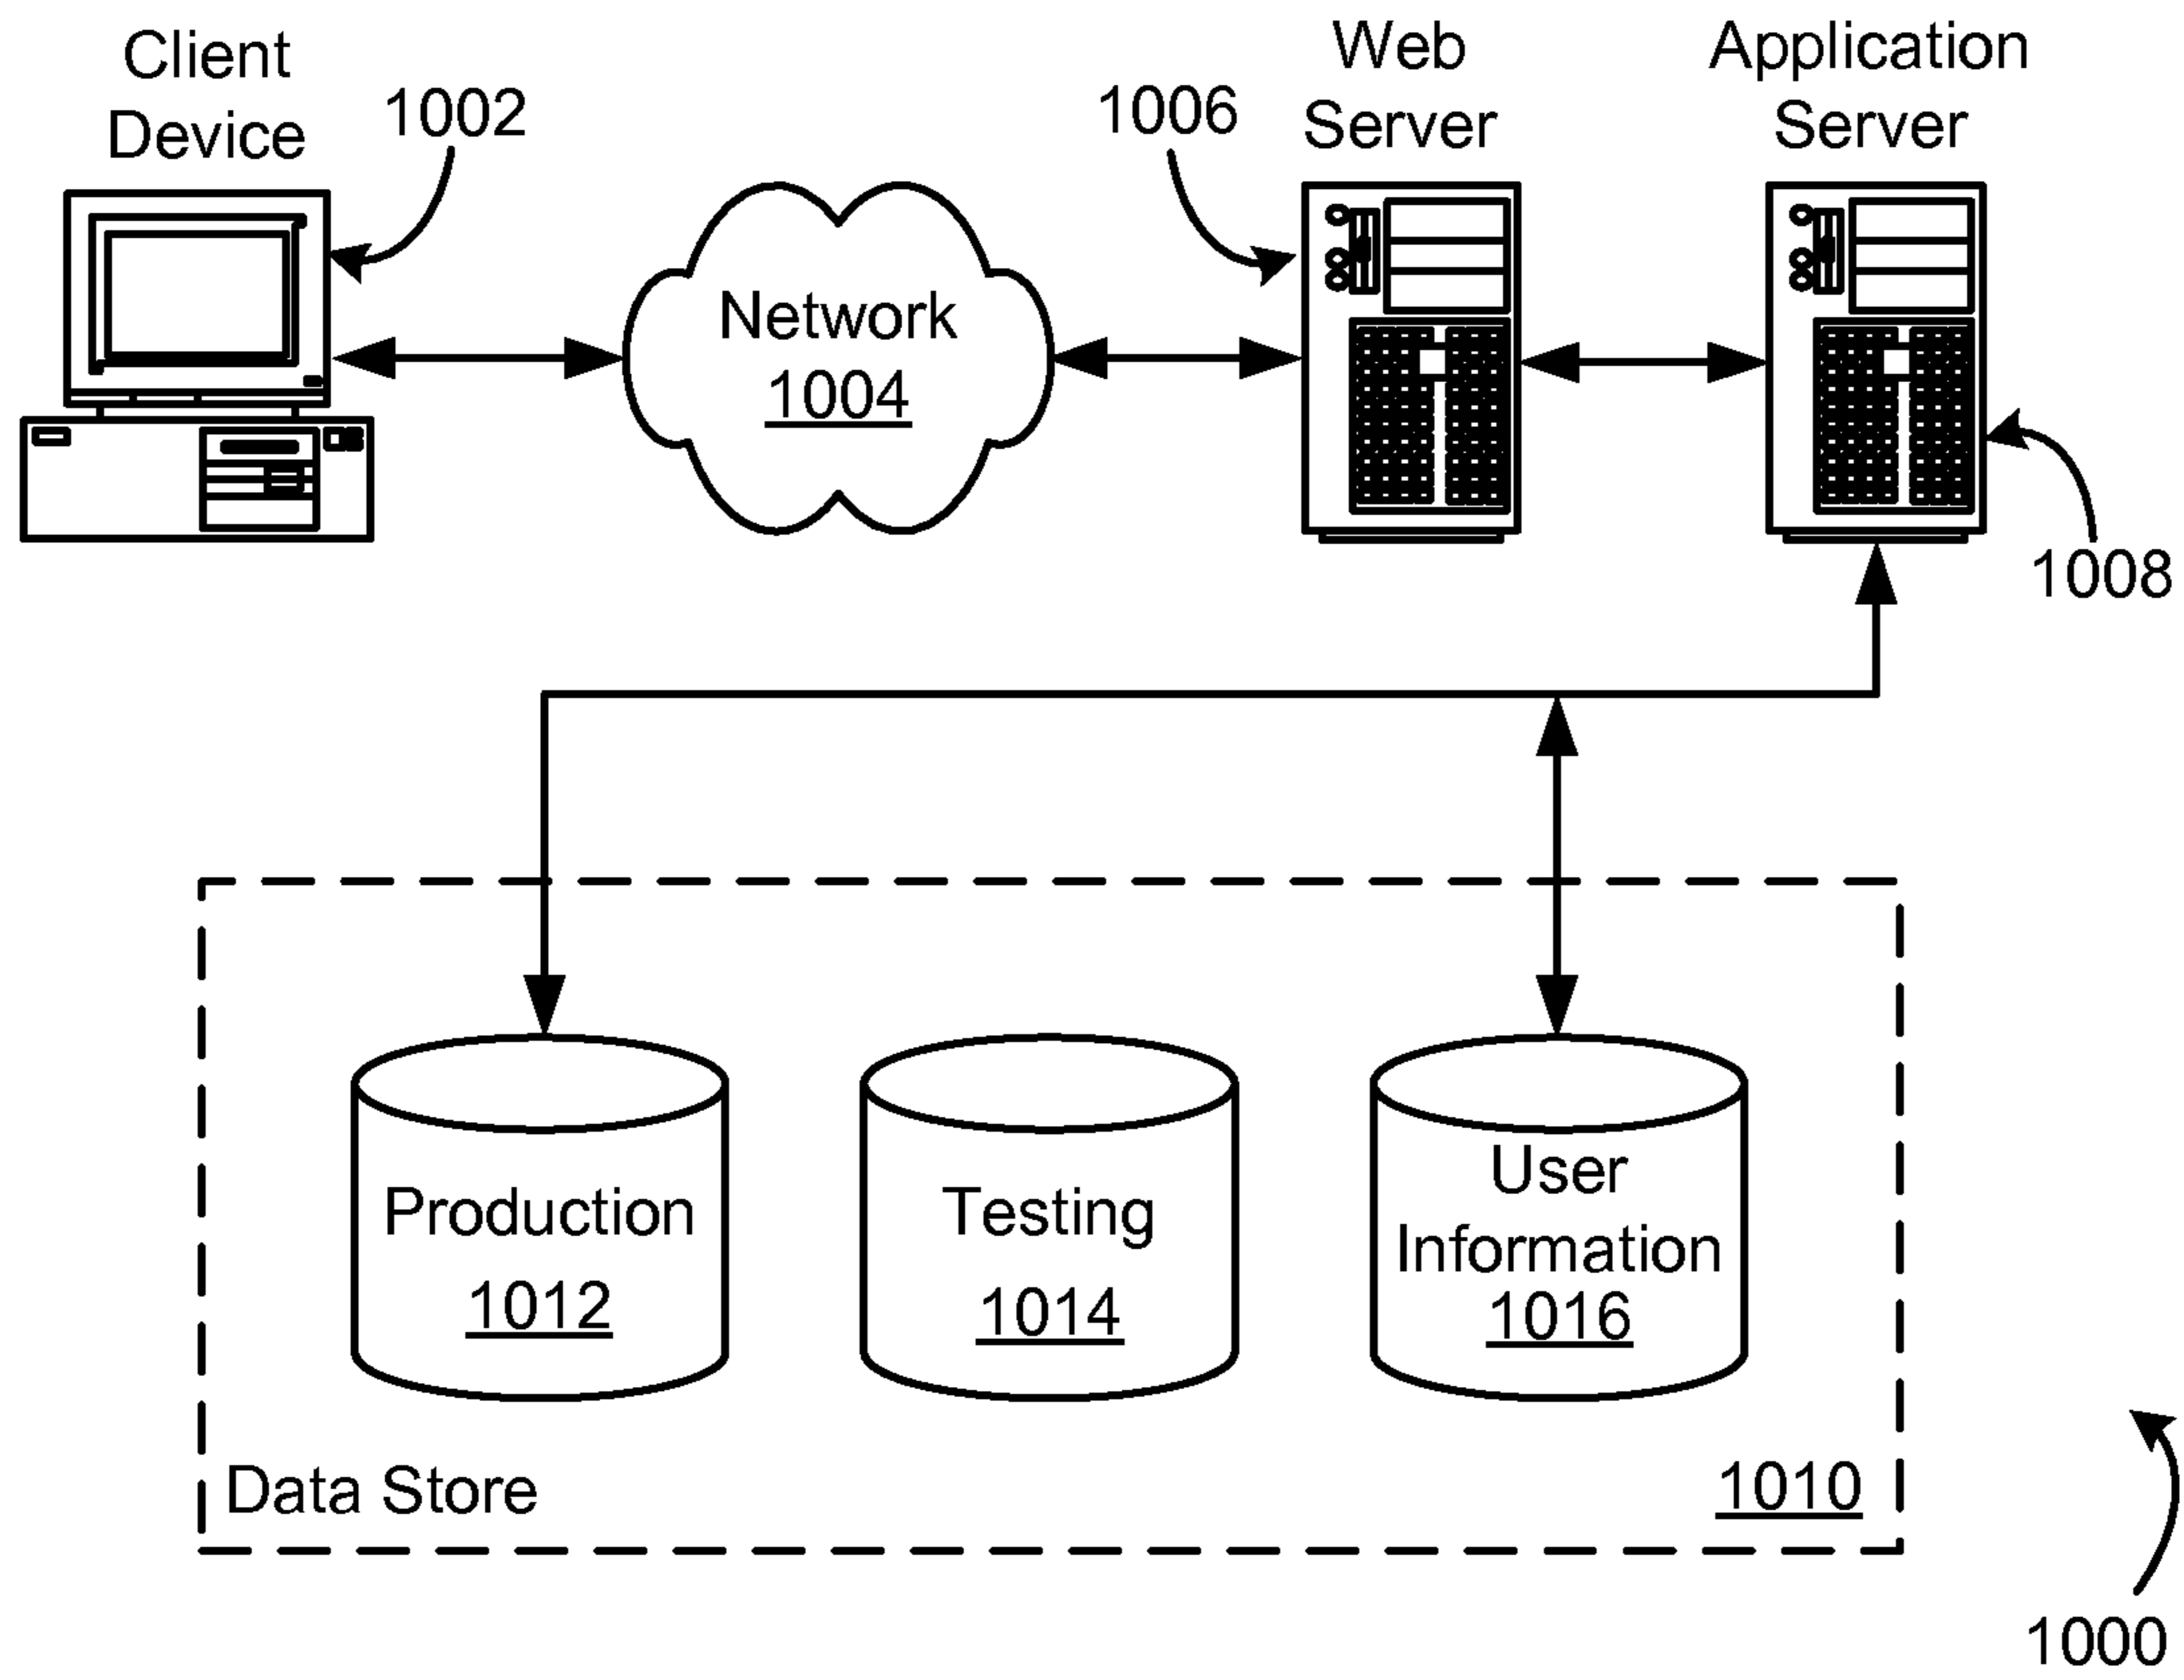 Client
Device
1002
1006
Web
Server
Application
Server
Network
1004
1008
Production
1012
Testing
1014
User
Information
1016
Data Store
1010
1000